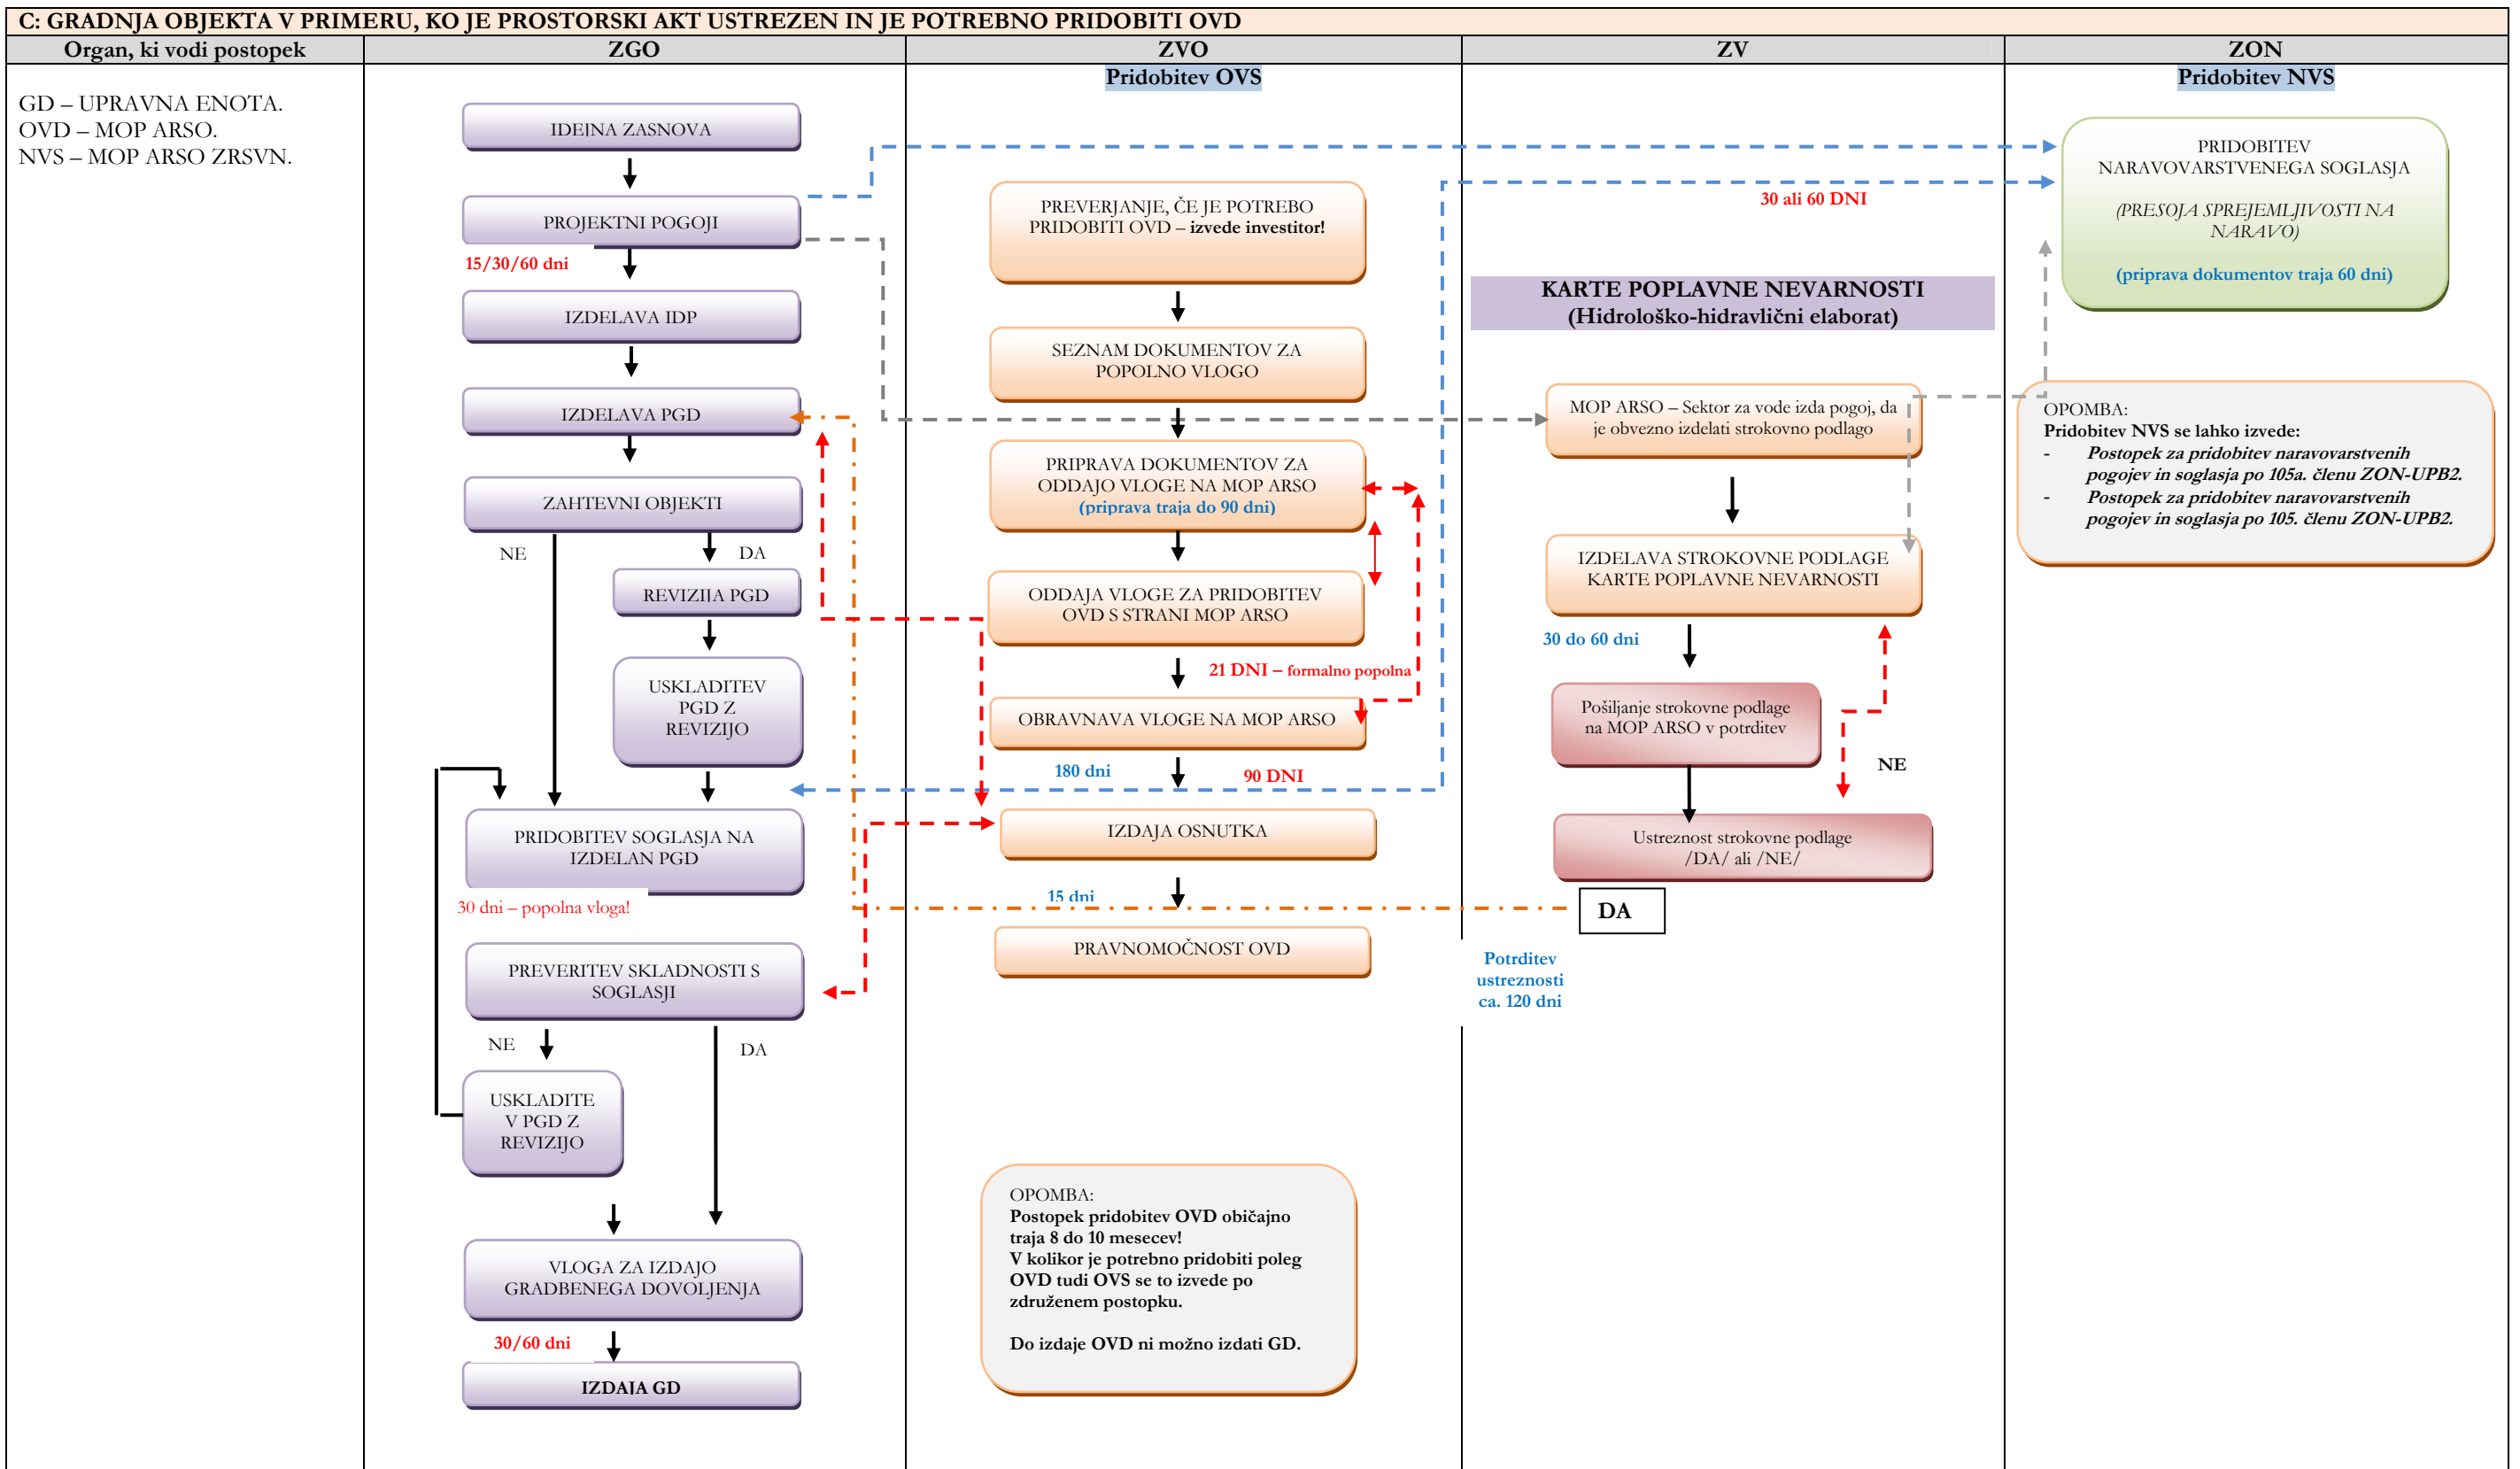 C: GRADNJA OBJEKTA V PRIMERU, KO JE PROSTORSKI AKT USTREZEN IN JE POTREBNO PRIDOBITI OVD
Organ, ki vodi postopek
ZGO
ZVO
ZV
ZON
GD – UPRAVNA ENOTA.
OVD – MOP ARSO.
NVS – MOP ARSO ZRSVN.
IDEJNA ZASNOVA
PROJEKTNI POGOJI
15/30/60 dni
IZDELAVA IDP
IZDELAVA PGD
ZAHTEVNI OBJEKTI
NE
DA
REVIZIJA PGD
USKLADITEV
PGD Z
REVIZIJO
PRIDOBITEV SOGLASJA NA
IZDELAN PGD
30 dni – popolna vloga!
PREVERITEV SKLADNOSTI S
SOGLASJI
NE
DA
USKLADITE
V PGD Z
REVIZIJO
VLOGA ZA IZDAJO
GRADBENEGA DOVOLJENJA
30/60 dni
IZDAJA GD
Pridobitev OVS
PREVERJANJE, ČE JE POTREBO
PRIDOBITI OVD – izvede investitor!
SEZNAM DOKUMENTOV ZA
POPOLNO VLOGO
PRIPRAVA DOKUMENTOV ZA
ODDAJO VLOGE NA MOP ARSO
(priprava traja do 90 dni)
ODDAJA VLOGE ZA PRIDOBITEV
OVD S STRANI MOP ARSO
21 DNI – formalno popolna
OBRAVNAVA VLOGE NA MOP ARSO
180 dni
90 DNI
IZDAJA OSNUTKA
15 dni
PRAVNOMOČNOST OVD
OPOMBA:
Postopek pridobitev OVD običajno
traja 8 do 10 mesecev!
V kolikor je potrebno pridobiti poleg
OVD tudi OVS se to izvede po
združenem postopku.
Do izdaje OVD ni možno izdati GD.
30 ali 60 DNI
KARTE POPLAVNE NEVARNOSTI
(Hidrološko-hidravlični elaborat)
MOP ARSO – Sektor za vode izda pogoj, da
je obvezno izdelati strokovno podlago
IZDELAVA STROKOVNE PODLAGE
KARTE POPLAVNE NEVARNOSTI
30 do 60 dni
Pošiljanje strokovne podlage
na MOP ARSO v potrditev
NE
Ustreznost strokovne podlage
/DA/ ali /NE/
DA
Potrditev
ustreznosti
ca. 120 dni
Pridobitev NVS
PRIDOBITEV
NARAVOVARSTVENEGA SOGLASJA
(PRESOJA SPREJEMLJIVOSTI NA
NARAVO)
(priprava dokumentov traja 60 dni)
OPOMBA:
Pridobitev NVS se lahko izvede:
- Postopek za pridobitev naravovarstvenih
pogojev in soglasja po 105a. členu ZON-UPB2.
- Postopek za pridobitev naravovarstvenih
pogojev in soglasja po 105. členu ZON-UPB2.